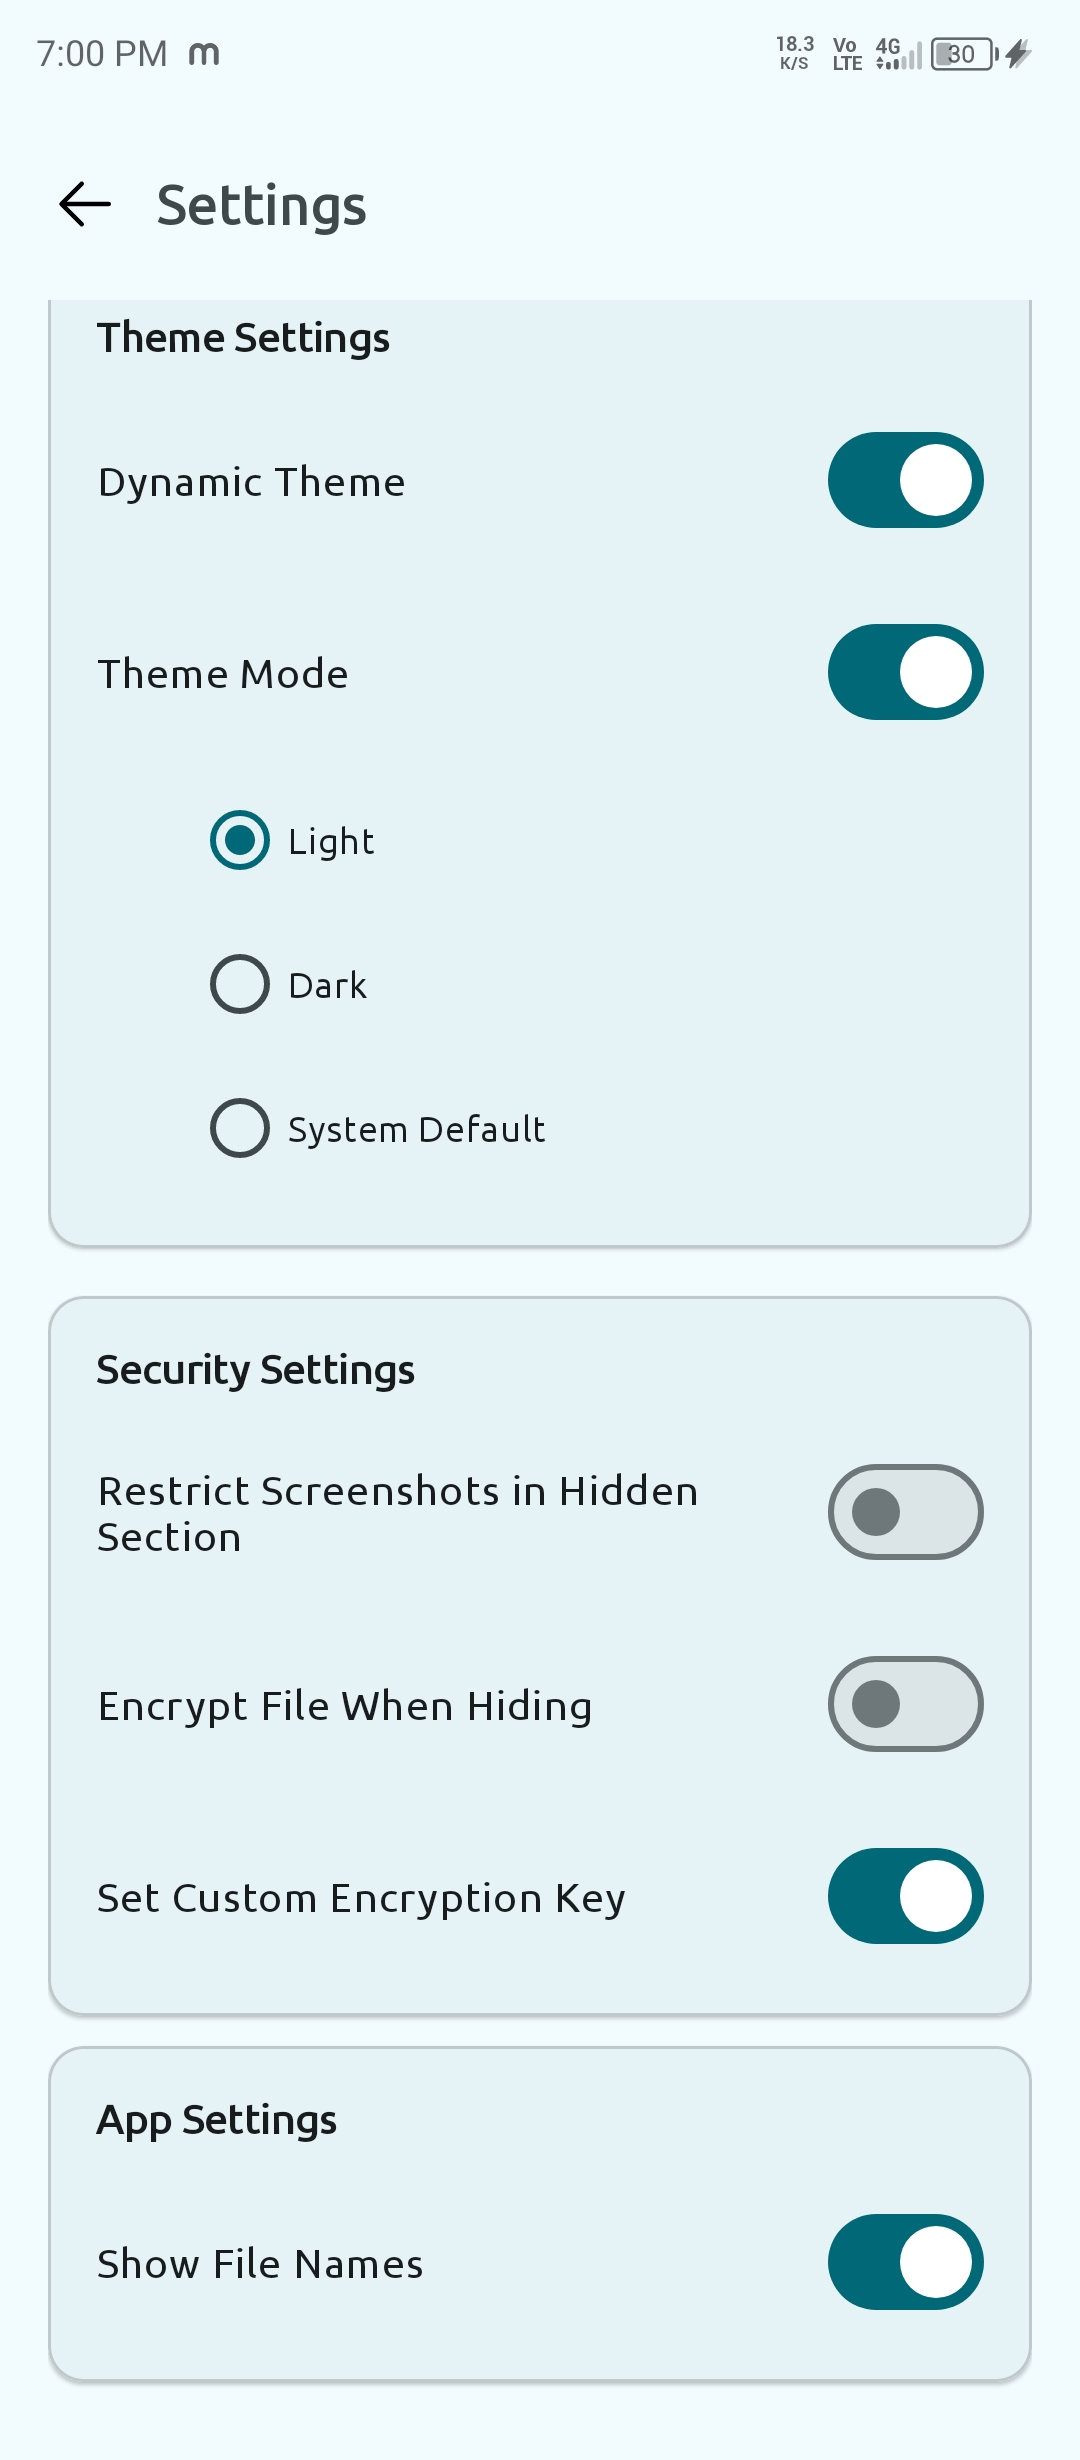 7:00 PM m 18.3 K/S Vo LTE 4G 30
Settings
Theme Settings
Dynamic Theme
Theme Mode
Light
Dark
System Default
Security Settings
Restrict Screenshots in Hidden
Section
Encrypt File When Hiding
Set Custom Encryption Key
App Settings
Show File Names